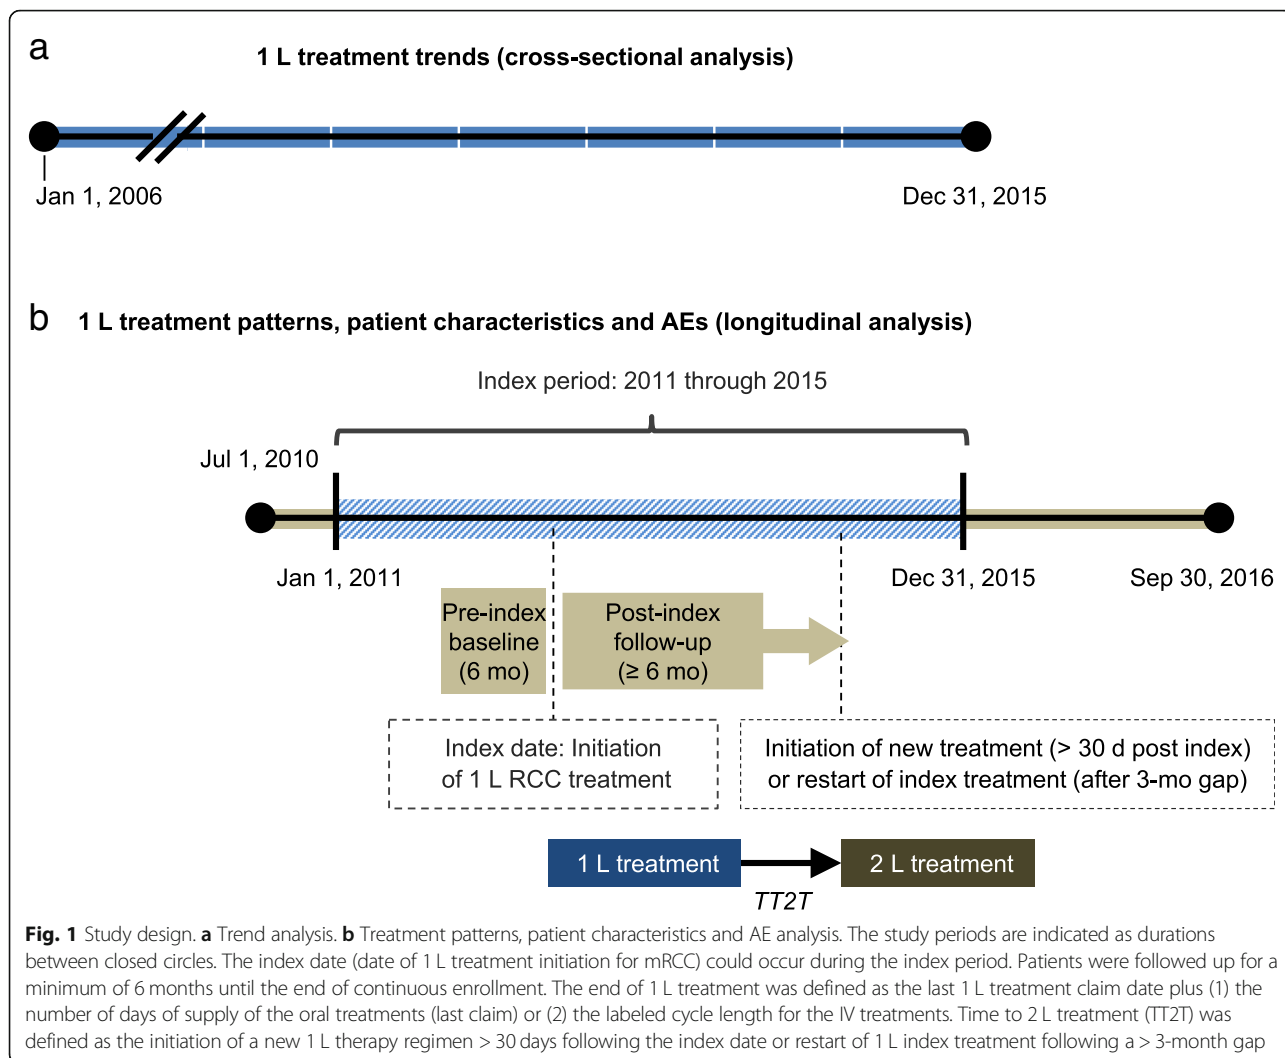 a
1 L treatment trends (cross-sectional analysis)
Jan 1, 2006
Dec 31, 2015
b 1 L treatment patterns, patient characteristics and AEs (longitudinal analysis)
Index period: 2011 through 2015
Jul 1, 2010
Jan 1, 2011
Dec 31, 2015
Sep 30, 2016
Pre-index
baseline
(6 mo)
Post-index
follow-up
(≥ 6 mo)
Index date: Initiation
of 1 L RCC treatment
Initiation of new treatment (> 30 d post index)
or restart of index treatment (after 3-mo gap)
1 L treatment
TT2T
2 L treatment
Fig. 1 Study design. a Trend analysis. b Treatment patterns, patient characteristics and AE analysis. The study periods are indicated as durations
between closed circles. The index date (date of 1 L treatment initiation for mRCC) could occur during the index period. Patients were followed up for a
minimum of 6 months until the end of continuous enrollment. The end of 1 L treatment was defined as the last 1 L treatment claim date plus (1) the
number of days of supply of the oral treatments (last claim) or (2) the labeled cycle length for the IV treatments. Time to 2 L treatment (TT2T) was
defined as the initiation of a new 1 L therapy regimen > 30 days following the index date or restart of 1 L index treatment following a > 3-month gap